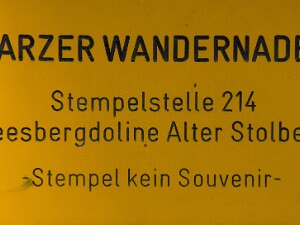 ARZER WANDERNADE
Stempelstelle 214
eesbergdoline Alter Stolbe
-Stempel kein Souvenir-